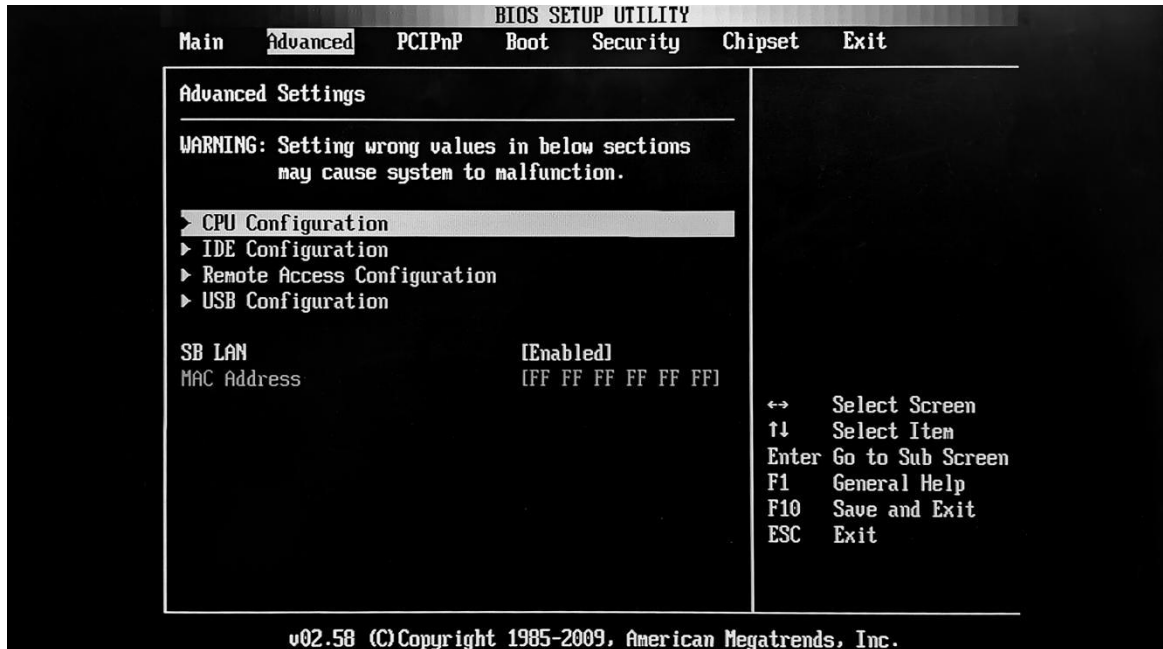 BIOS SETUP UTILITY
Main Advanced PCIPnP Boot Security Chipset Exit
Advanced Settings
WARNING: Setting wrong values in below sections
may cause system to malfunction.
▶ CPU Configuration
▶ IDE Configuration
▶ Remote Access Configuration
▶ USB Configuration
SB LAN [Enabled]
MAC Address [FF FF FF FF FF FF]
↔ Select Screen
↑↓ Select Item
Enter Go to Sub Screen
F1 General Help
F10 Save and Exit
ESC Exit
v02.58 (C)Copyright 1985-2009, American Megatrends, Inc.